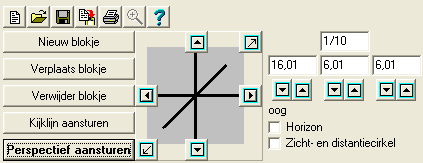 Nieuw blokje
1/10
Verplaats blokje
16,01 6,01 6,01
Verwijder blokje
Kijklijn aansturen
oog
Horizon
Perspectief aansturen
Zicht- en distantiecirkel